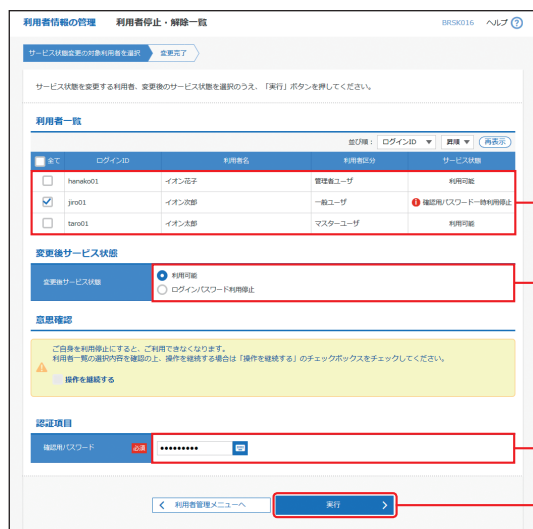 利用者情報の管理 利用者停止・解除一覧 BRSK016 ヘルプ ?
サービス状態変更の対象利用者を選択 変更完了
サービス状態を変更する利用者、変更後のサービス状態を選択のうえ、「実行」ボタンを押してください。
利用者一覧
並び順： ログインID ▼ 昇順 ▼ 再表示
全て ログインID 利用者名 利用者区分 サービス状態
hanako01 イオン花子 管理者ユーザ 利用可能
jiro01 イオン次郎 一般ユーザ 確認用パスワード一時利用停止
taro01 イオン太郎 マスターユーザ 利用可能
変更後サービス状態
変更後サービス状態 利用可能
ログインパスワード利用停止
意思確認
ご自身を利用停止にすると、ご利用できなくなります。
利用者一覧の選択内容を確認の上、操作を継続する場合は「操作を継続する」のチェックボックスをチェックしてください。
操作を継続する
認証項目
確認用パスワード 必須 •••••••••
利用者管理メニューへ 実行